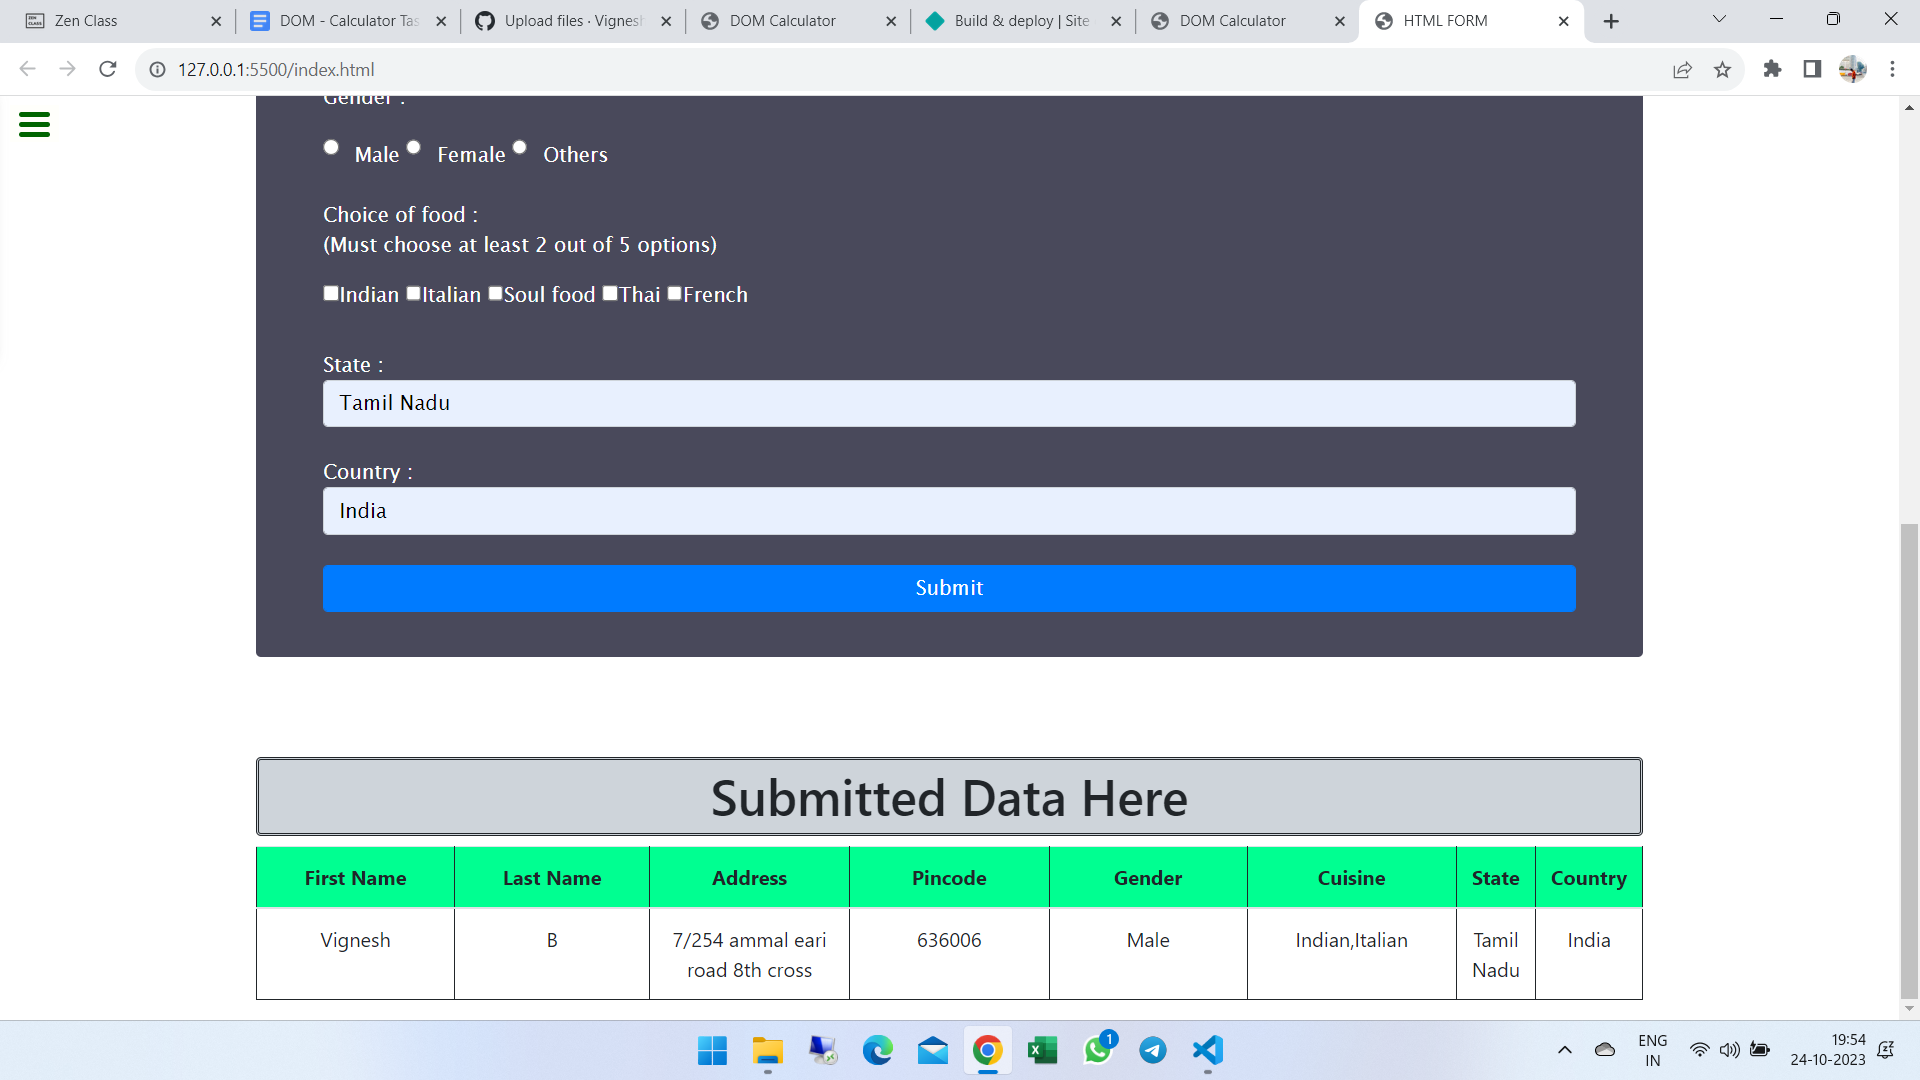 Zen Class
DOM - Calculator Tas
Upload files · Vignesh
DOM Calculator
Build & deploy | Site
DOM Calculator
HTML FORM
127.0.0.1:5500/index.html
Gender :
Male Female Others
Choice of food :
(Must choose at least 2 out of 5 options)
Indian Italian Soul food Thai French
State :
Tamil Nadu
Country :
India
Submit
Submitted Data Here
First Name Last Name Address Pincode Gender Cuisine State Country
Vignesh B 7/254 ammal eari 636006 Male Indian,Italian Tamil India
road 8th cross Nadu
1
ENG
IN
19:54
24-10-2023